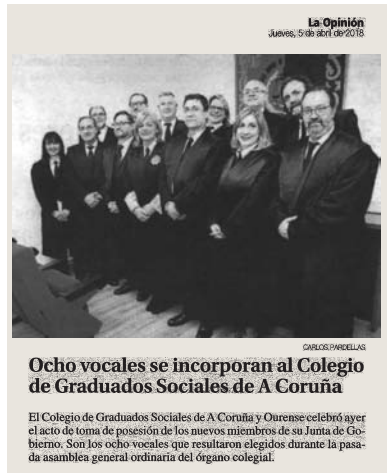 La Opinión
Jueves, 5 de abril de 2018
CARLOS PARDELLAS
Ocho vocales se incorporan al Colegio
de Graduados Sociales de A Coruña
El Colegio de Graduados Sociales de A Coruña y Ourense celebró ayer
el acto de toma de posesión de los nuevos miembros de su Junta de Go-
bierno. Son los ocho vocales que resultaron elegidos durante la pasa-
da asamblea general ordinaria del órgano colegial.